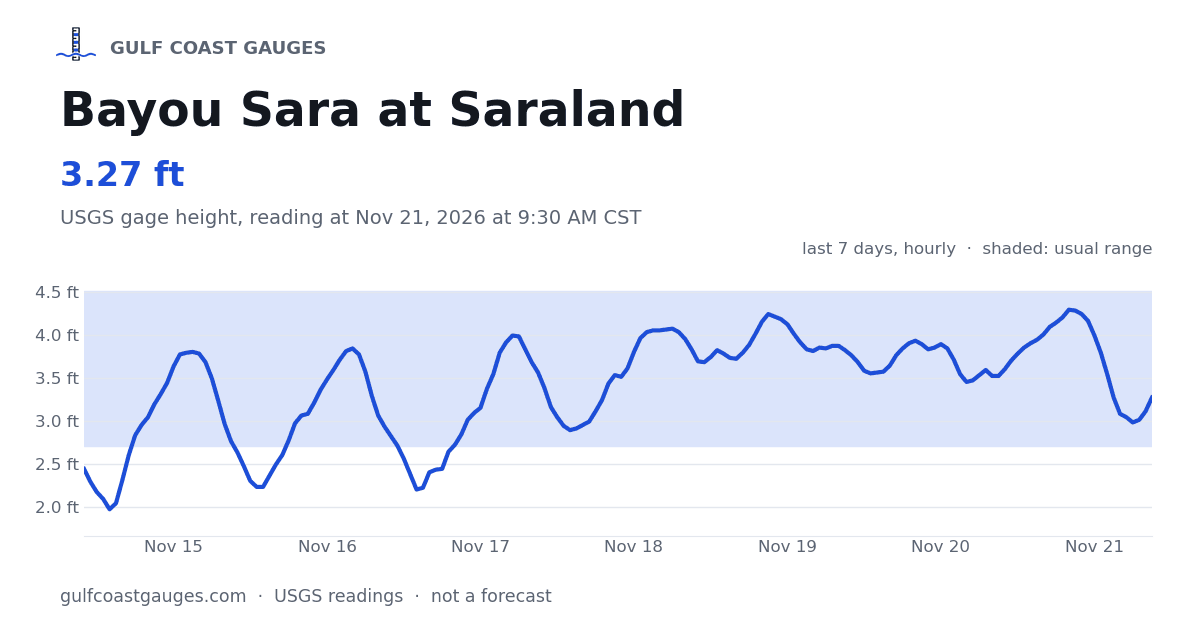 GULF COAST GAUGES
Bayou Sara at Saraland
3.27 ft
USGS gage height, reading at Nov 21, 2026 at 9:30 AM CST
last 7 days, hourly · shaded: usual range
4.5 ft
4.0 ft
3.5 ft
3.0 ft
2.5 ft
2.0 ft
Nov 15 Nov 16 Nov 17 Nov 18 Nov 19 Nov 20 Nov 21
gulfcoastgauges.com · USGS readings · not a forecast